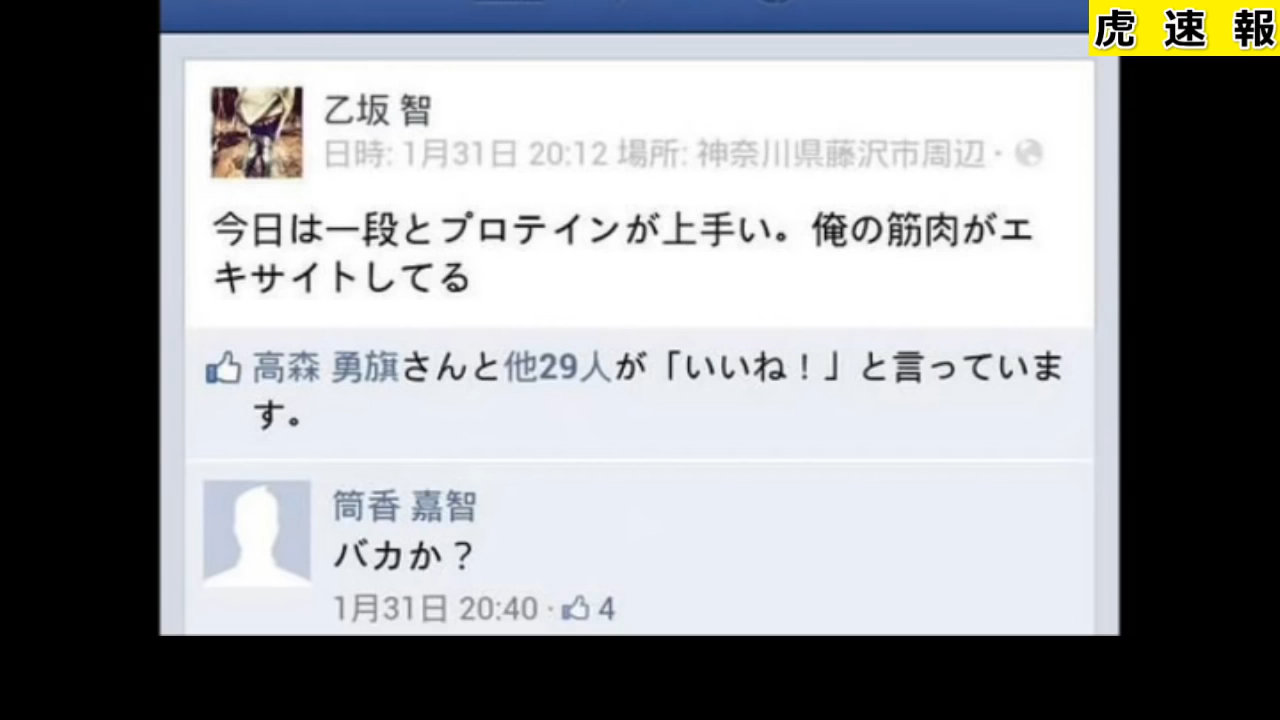 虎速報
乙坂 智
日時: 1月31日 20:12 場所: 神奈川県藤沢市周辺・
今日は一段とプロテインが上手い。俺の筋肉がエ
キサイトしてる
高森 勇旗さんと他29人が「いいね！」と言っていま
す。
筒香 嘉智
バカか？
1月31日 20:40・4